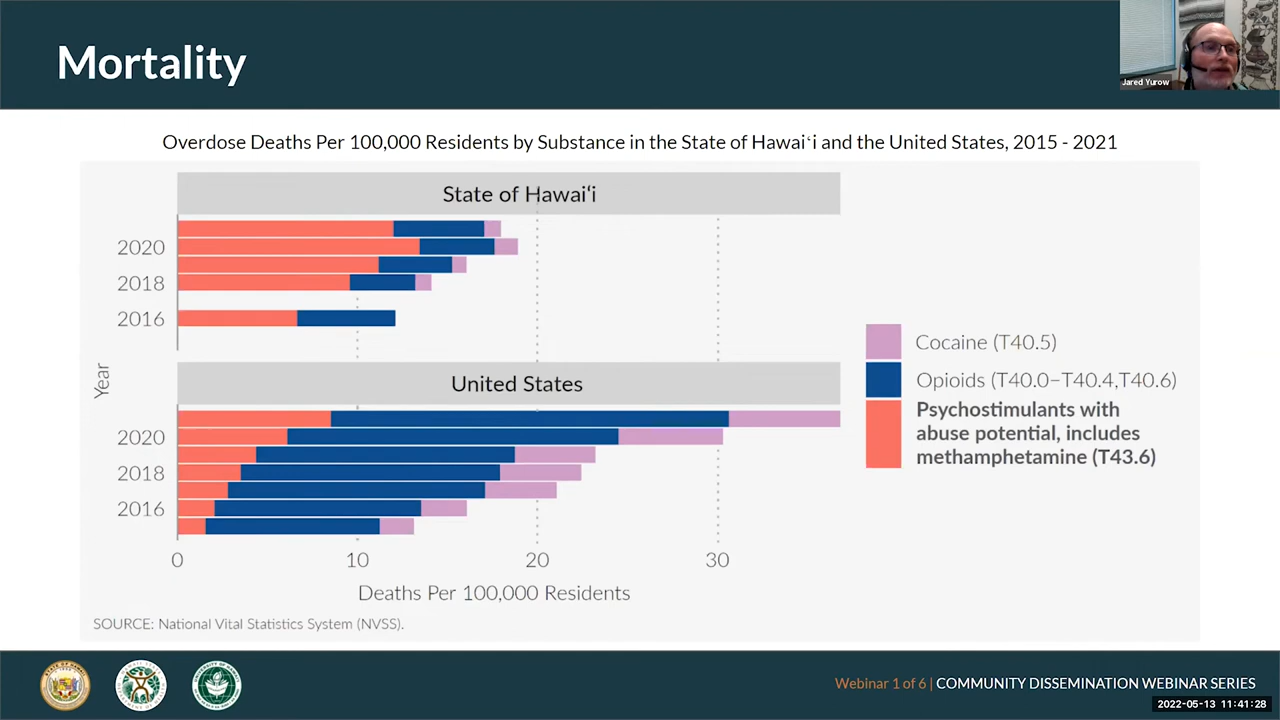 Mortality
Jared Yurow
Overdose Deaths Per 100,000 Residents by Substance in the State of Hawaiʻi and the United States, 2015 - 2021
State of Hawaiʻi
2020
2018
2016
Year
United States
2020
2018
2016
0 10 20 30
Deaths Per 100,000 Residents
Cocaine (T40.5)
Opioids (T40.0–T40.4,T40.6)
Psychostimulants with
abuse potential, includes
methamphetamine (T43.6)
SOURCE: National Vital Statistics System (NVSS).
Webinar 1 of 6 | COMMUNITY DISSEMINATION WEBINAR SERIES
2022-05-13 11:41:28